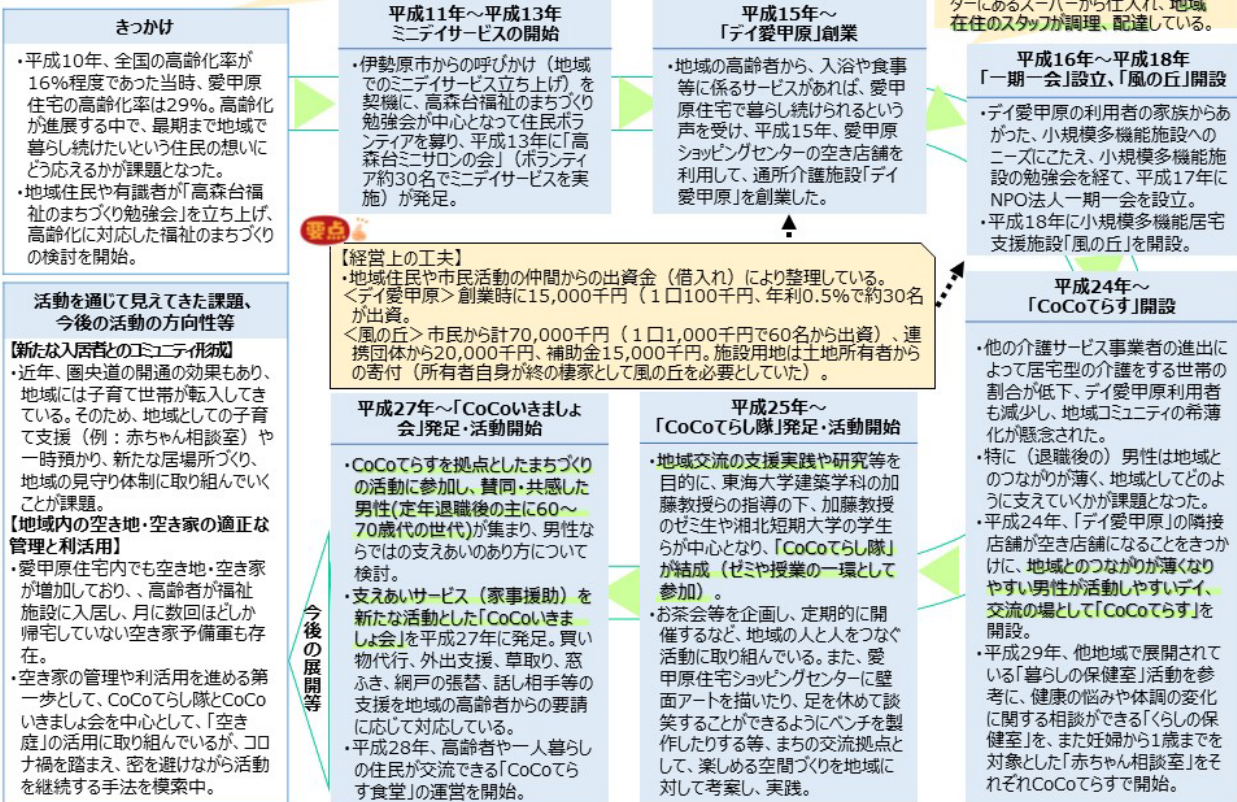 きっかけ
・平成10年、全国の高齢化率が
16%程度であった当時、愛甲原
住宅の高齢化率は29%。高齢化
が進展する中で、最期まで地域で
暮らし続けたいという住民の想いに
どう応えるかが課題となった。
・地域住民や有識者が「高森台福
祉のまちづくり勉強会」を立ち上げ、
高齢化に対応した福祉のまちづくり
の検討を開始。
平成11年～平成13年
ミニデイサービスの開始
・伊勢原市からの呼びかけ（地域
でのミニデイサービス立ち上げ）を
契機に、高森台福祉のまちづくり
勉強会が中心となって住民ボラ
ンティアを募り、平成13年に「高
森台ミニサロンの会」（ボランティ
ア約30名でミニデイサービスを実
施）が発足。
平成15年～
「デイ愛甲原」創業
・地域の高齢者から、入浴や食事
等に係るサービスがあれば、愛甲
原住宅で暮らし続けられるという
声を受け、平成15年、愛甲原
ショッピングセンターの空き店舗を
利用して、通所介護施設「デイ
愛甲原」を創業した。
ターにあるスーパーから仕入れ、地域
在住のスタッフが調理、配達している。
平成16年～平成18年
「一期一会」設立、「風の丘」開設
・デイ愛甲原の利用者の家族からあ
がった、小規模多機能施設への
ニーズにこたえ、小規模多機能施
設の勉強会を経て、平成17年に
NPO法人一期一会を設立。
・平成18年に小規模多機能居宅
支援施設「風の丘」を開設。
要点
【経営上の工夫】
・地域住民や市民活動の仲間からの出資金（借入れ）により整理している。
＜デイ愛甲原＞創業時に15,000千円（１口100千円、年利0.5%で約30名
が出資。
＜風の丘＞市民から計70,000千円（１口1,000千円で60名から出資）、連
携団体から20,000千円、補助金15,000千円。施設用地は土地所有者から
の寄付（所有者自身が終の棲家として風の丘を必要としていた）。
平成24年～
「CoCoてらす」開設
・他の介護サービス事業者の進出に
よって居宅型の介護をする世帯の
割合が低下、デイ愛甲原利用者
も減少し、地域コミュニティの希薄
化が懸念された。
・特に（退職後の）男性は地域と
のつながりが薄く、地域としてどのよ
うに支えていくかが課題となった。
・平成24年、「デイ愛甲原」の隣接
店舗が空き店舗になることをきっか
けに、地域とのつながりが薄くなり
やすい男性が活動しやすいデイ、
交流の場として「CoCoてらす」を
開設。
・平成29年、他地域で展開されて
いる「暮らしの保健室」活動を参
考に、健康の悩みや体調の変化
に関する相談ができる「くらしの保
健室」を、また妊婦から1歳までを
対象とした「赤ちゃん相談室」をそ
れぞれCoCoてらすで開始。
平成25年～
「CoCoてらし隊」発足・活動開始
・地域交流の支援実践や研究等を
目的に、東海大学建築学科の加
藤教授らの指導の下、加藤教授
のゼミ生や湘北短期大学の学生
らが中心となり、「CoCoてらし隊」
が結成（ゼミや授業の一環として
参加）。
・お茶会等を企画し、定期的に開
催するなど、地域の人と人をつなぐ
活動に取り組んでいる。また、愛
甲原住宅ショッピングセンターに壁
面アートを描いたり、足を休めて談
笑することができるようにベンチを製
作したりする等、まちの交流拠点と
して、楽しめる空間づくりを地域に
対して考案し、実践。
平成27年～「CoCoいきましょ
会」発足・活動開始
・CoCoてらすを拠点としたまちづくり
の活動に参加し、賛同・共感した
男性(定年退職後の主に60～
70歳代の世代)が集まり、男性な
らではの支えあいのあり方について
検討。
・支えあいサービス（家事援助）を
新たな活動とした「CoCoいきま
しょ会」を平成27年に発足。買い
物代行、外出支援、草取り、窓
ふき、網戸の張替、話し相手等の
支援を地域の高齢者からの要請
に応じて対応している。
・平成28年、高齢者や一人暮らし
の住民が交流できる「CoCoてら
す食堂」の運営を開始。
今後の展開等
活動を通じて見えてきた課題、
今後の活動の方向性等
【新たな入居者とのコミュニティ形成】
・近年、圏央道の開通の効果もあり、
地域には子育て世帯が転入してき
ている。そのため、地域としての子育
て支援（例：赤ちゃん相談室）や
一時預かり、新たな居場所づくり、
地域の見守り体制に取り組んでいく
ことが課題。
【地域内の空き地・空き家の適正な
管理と利活用】
・愛甲原住宅内でも空き地・空き家
が増加しており、、高齢者が福祉
施設に入居し、月に数回ほどしか
帰宅していない空き家予備軍も存
在。
・空き家の管理や利活用を進める第
一歩として、CoCoてらし隊とCoCo
いきましょ会を中心として、「空き
庭」の活用に取り組んでいるが、コロ
ナ禍を踏まえ、密を避けながら活動
を継続する手法を模索中。